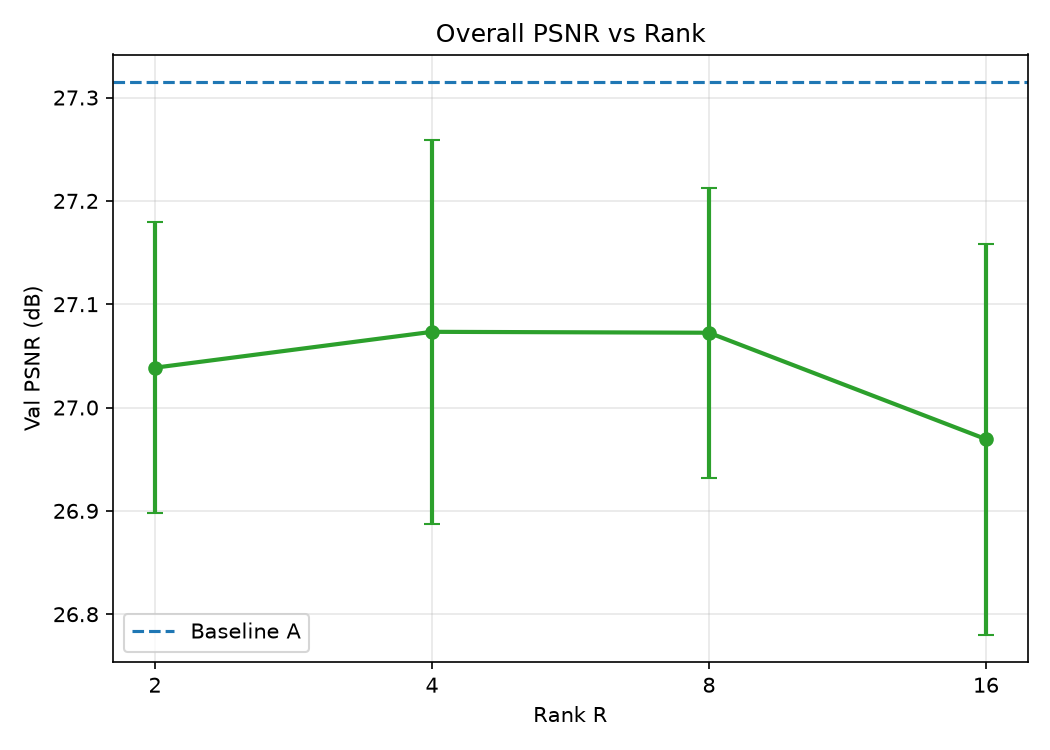 Overall PSNR vs Rank
Val PSNR (dB)
27.3
27.2
27.1
27.0
26.9
26.8
Baseline A
2 4 8 16
Rank R